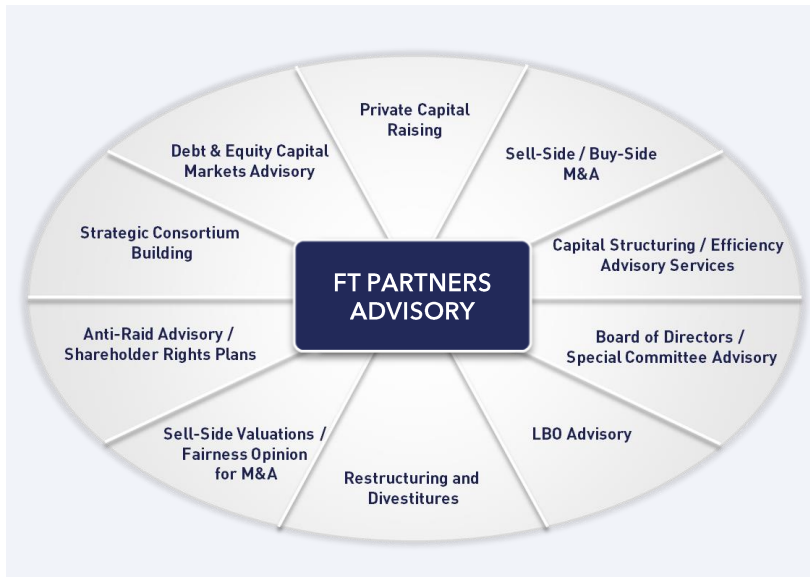 Private Capital
Raising
Sell-Side / Buy-Side
M&A
Capital Structuring / Efficiency
Advisory Services
Board of Directors /
Special Committee Advisory
LBO Advisory
Restructuring and
Divestitures
Sell-Side Valuations /
Fairness Opinion
for M&A
Anti-Raid Advisory /
Shareholder Rights Plans
Strategic Consortium
Building
Debt & Equity Capital
Markets Advisory
FT PARTNERS
ADVISORY